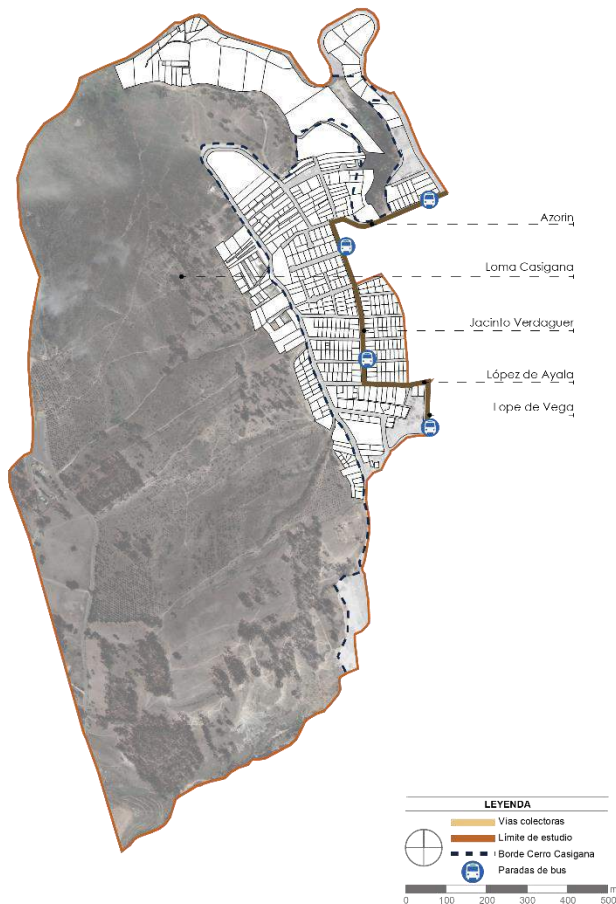 Azorin
Loma Casigana
Jacinto Verdaguer
López de Ayala
Lope de Vega
LEYENDA
Vias colectoras
Límite de estudio
Borde Cerro Casigana
Paradas de bus
m
0 100 200 300 400 500